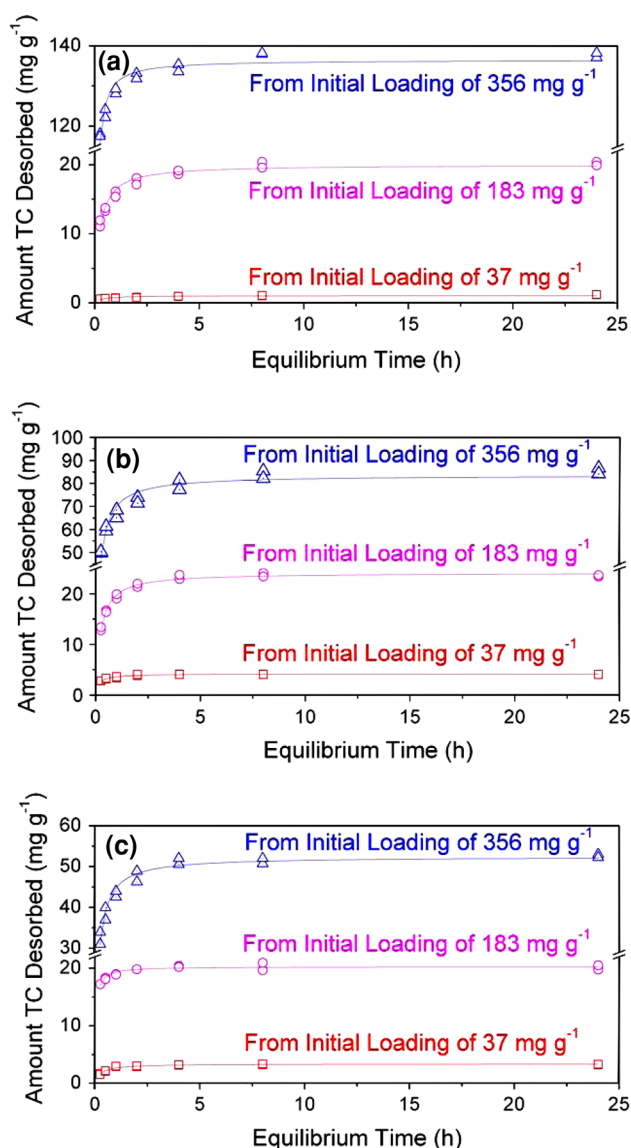 (a)
Amount TC Desorbed (mg g⁻¹)
140
120
20
10
0
From Initial Loading of 356 mg g⁻¹
From Initial Loading of 183 mg g⁻¹
From Initial Loading of 37 mg g⁻¹
0 5 10 15 20 25
Equilibrium Time (h)
(b)
Amount TC Desorbed (mg g⁻¹)
100
90
80
70
60
50
20
10
0
From Initial Loading of 356 mg g⁻¹
From Initial Loading of 183 mg g⁻¹
From Initial Loading of 37 mg g⁻¹
0 5 10 15 20 25
Equilibrium Time (h)
(c)
Amount TC Desorbed (mg g⁻¹)
60
50
40
30
20
10
0
From Initial Loading of 356 mg g⁻¹
From Initial Loading of 183 mg g⁻¹
From Initial Loading of 37 mg g⁻¹
0 5 10 15 20 25
Equilibrium Time (h)